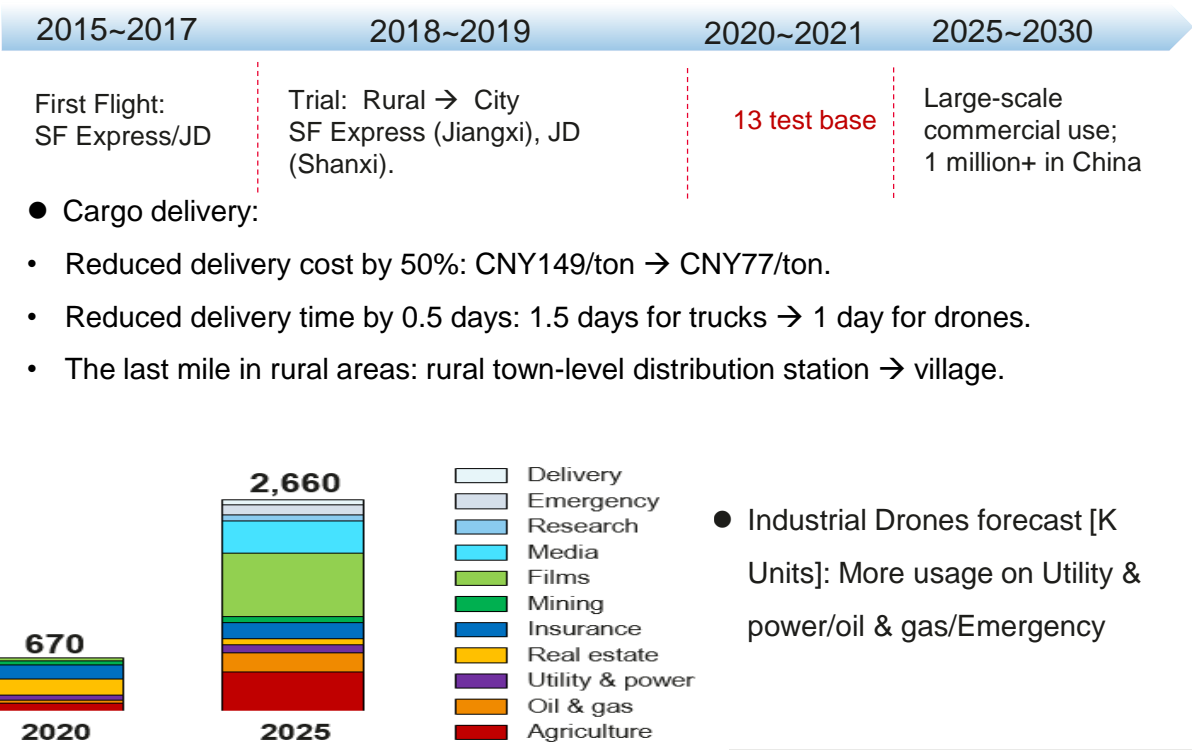 2015~2017
2018~2019
2020~2021
2025~2030
First Flight:
SF Express/JD
Trial: Rural → City
SF Express (Jiangxi), JD
(Shanxi).
13 test base
Large-scale
commercial use;
1 million+ in China
● Cargo delivery:
• Reduced delivery cost by 50%: CNY149/ton → CNY77/ton.
• Reduced delivery time by 0.5 days: 1.5 days for trucks → 1 day for drones.
• The last mile in rural areas: rural town-level distribution station → village.
670
2020
2,660
2025
Delivery
Emergency
Research
Media
Films
Mining
Insurance
Real estate
Utility & power
Oil & gas
Agriculture
● Industrial Drones forecast [K
Units]: More usage on Utility &
power/oil & gas/Emergency